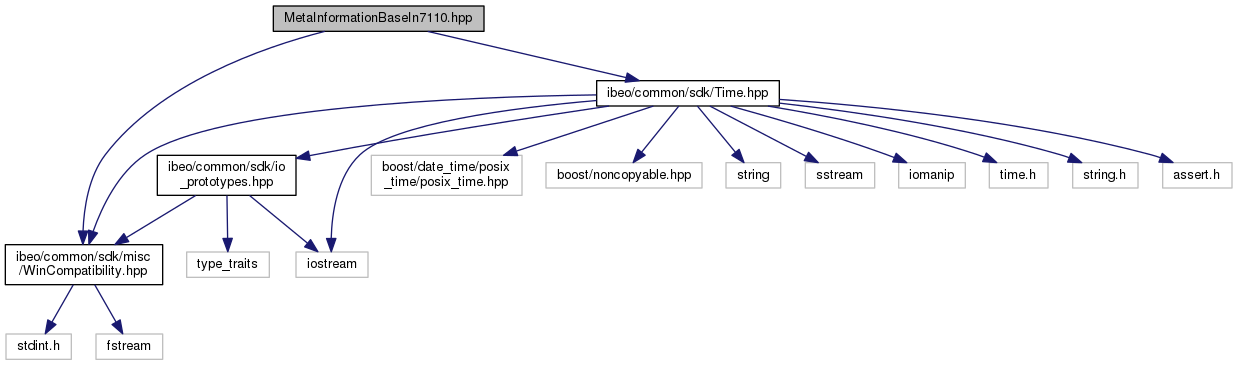 MetaInformationBaseIn7110.hpp
ibeo/common/sdk/Time.hpp
ibeo/common/sdk/io
_prototypes.hpp
boost/date_time/posix
_time/posix_time.hpp
boost/noncopyable.hpp
string
sstream
iomanip
time.h
string.h
assert.h
ibeo/common/sdk/misc
/WinCompatibility.hpp
type_traits
iostream
stdint.h
fstream